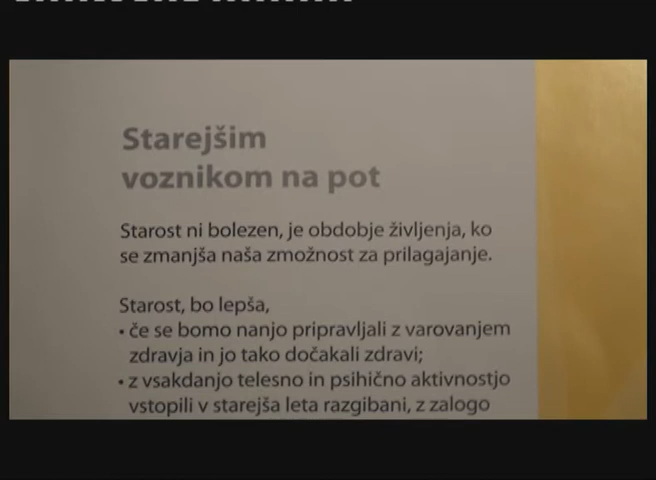 Starejšim
voznikom na pot
Starost ni bolezen, je obdobje življenja, ko
se zmanjša naša zmožnost za prilagajanje.
Starost, bo lepša,
• če se bomo nanjo pripravljali z varovanjem
zdravja in jo tako dočakali zdravi;
• z vsakdanjo telesno in psihično aktivnostjo
vstopili v starejša leta razgibani, z zalogo